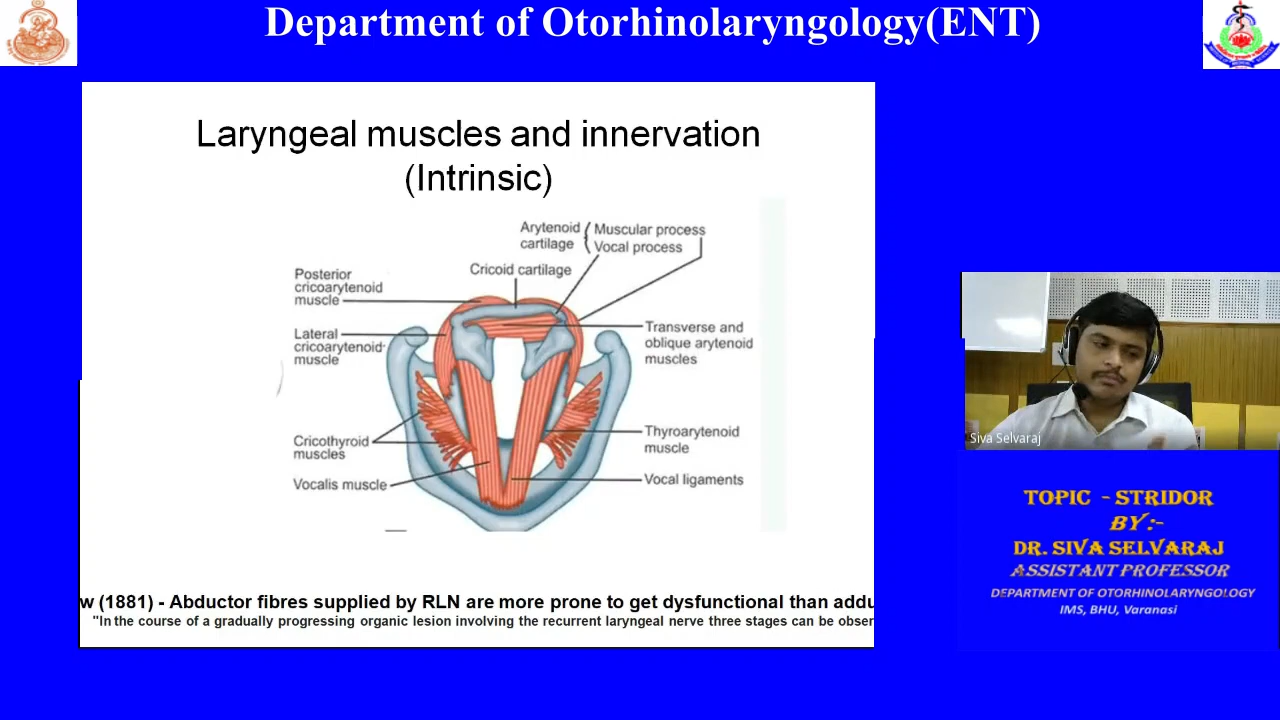 Department of Otorhinolaryngology(ENT)
Laryngeal muscles and innervation
(Intrinsic)
Arytenoid
cartilage
Muscular process
Vocal process
Cricoid cartilage
Posterior
cricoarytenoid
muscle
Lateral
cricoarytenoid
muscle
Transverse and
oblique arytenoid
muscles
Cricothyroid
muscles
Vocalis muscle
Thyroarytenoid
muscle
Vocal ligaments
w (1881) - Abductor fibres supplied by RLN are more prone to get dysfunctional than addu
"In the course of a gradually progressing organic lesion involving the recurrent laryngeal nerve three stages can be obser
Siva Selvaraj
TOPIC - STRIDOR
BY:-
DR. SIVA SELVARAJ
ASSISTANT PROFESSOR
DEPARTMENT OF OTORHINOLARYNGOLOGY
IMS, BHU, Varanasi